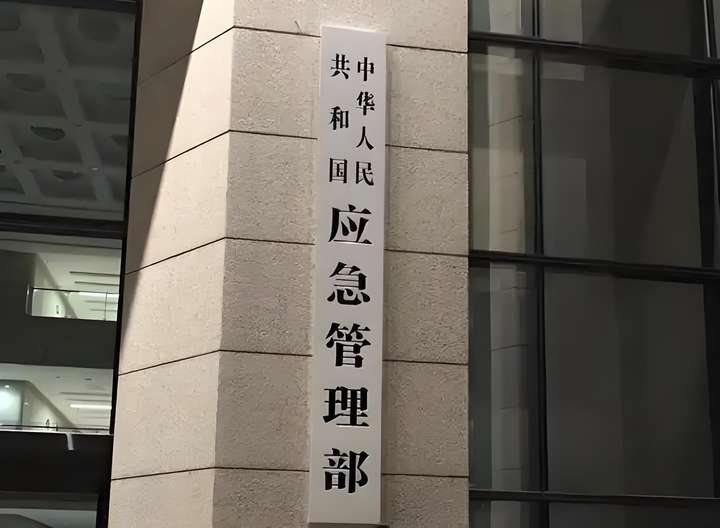 中华人民
共和国
应急管理部